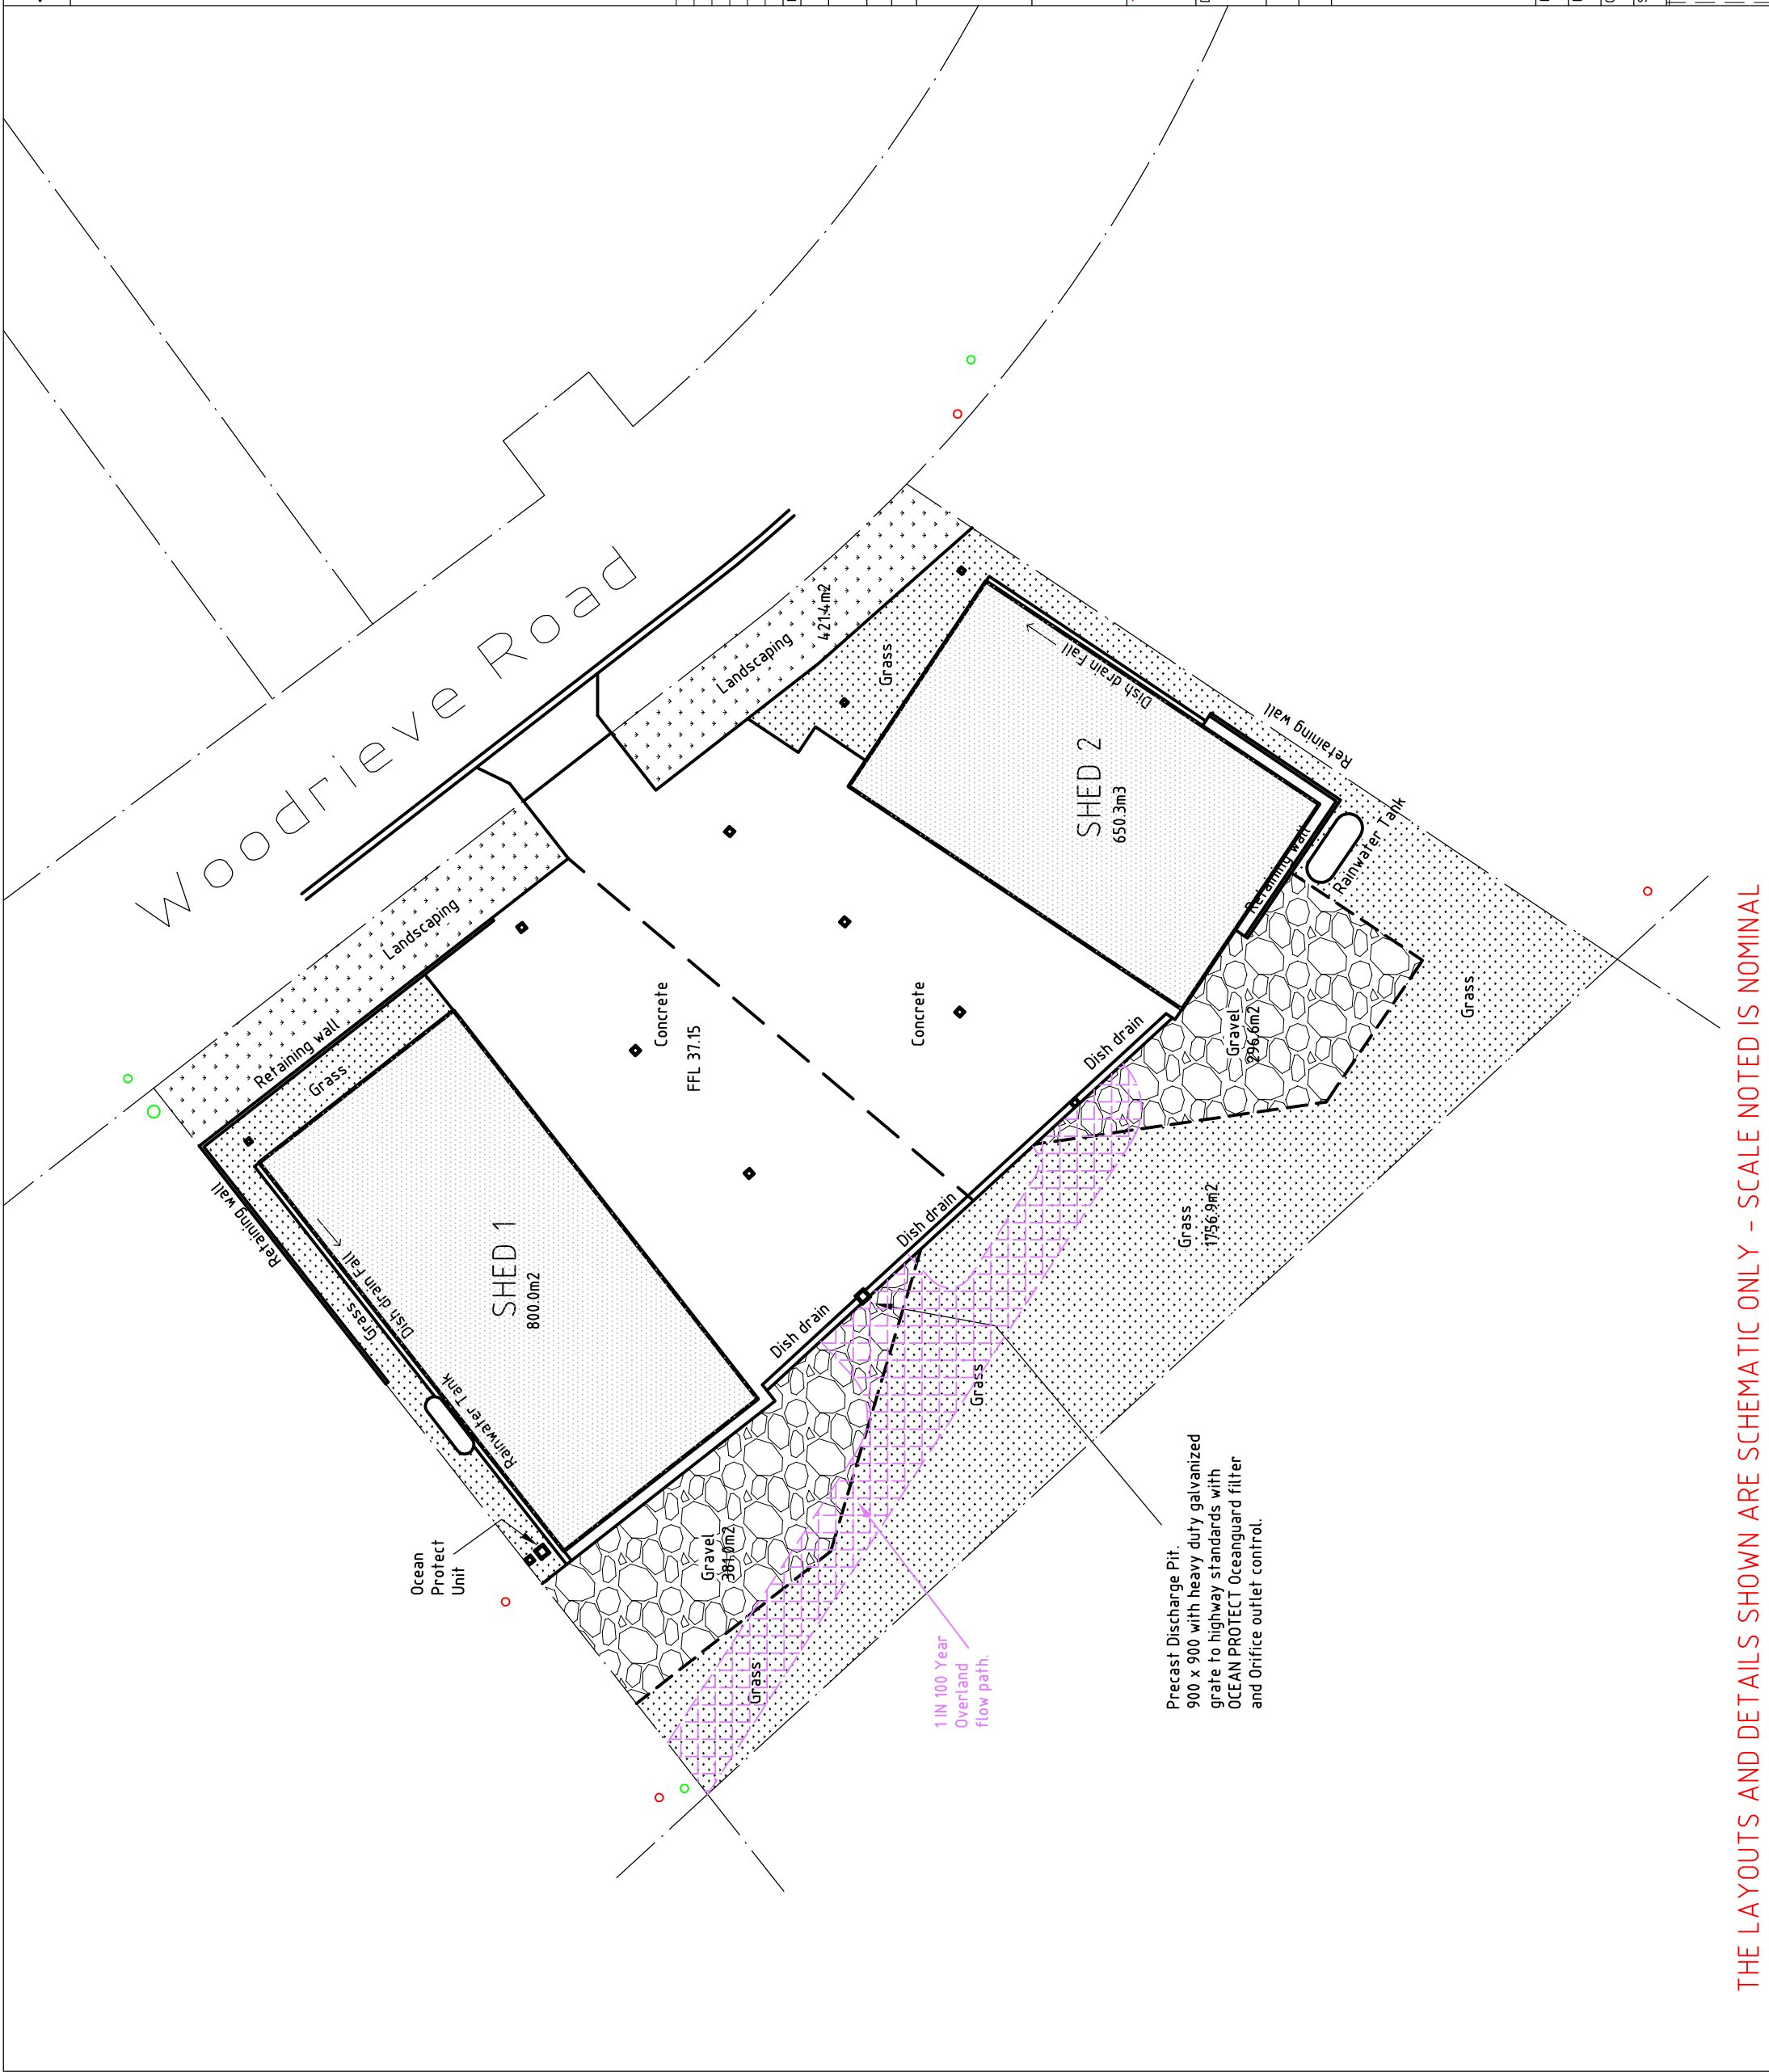 Woodrieve Road
Landscaping
421.4m2
Landscaping
Grass
Retaining wall
Grass
Retaining wall
Grass
Dish drain Fall
SHED 1
800.0m2
Rainwater Tank
Ocean
Protect
Unit
Concrete
FFL 37.15
Concrete
SHED 2
650.3m3
Dish drain Fall
Retaining wall
Retaining wall
Rainwater Tank
Dish drain
Dish drain
Dish drain
Gravel
296.6m2
Grass
Grass
1756.9m2
Grass
Gravel
381.0m2
Grass
1 IN 100 Year
Overland
flow path.
Precast Discharge Pit.
900 x 900 with heavy duty galvanized
grate to highway standards with
OCEAN PROTECT Oceanguard filter
and Orifice outlet control.
THE LAYOUTS AND DETAILS SHOWN ARE SCHEMATIC ONLY - SCALE NOTED IS NOMINAL